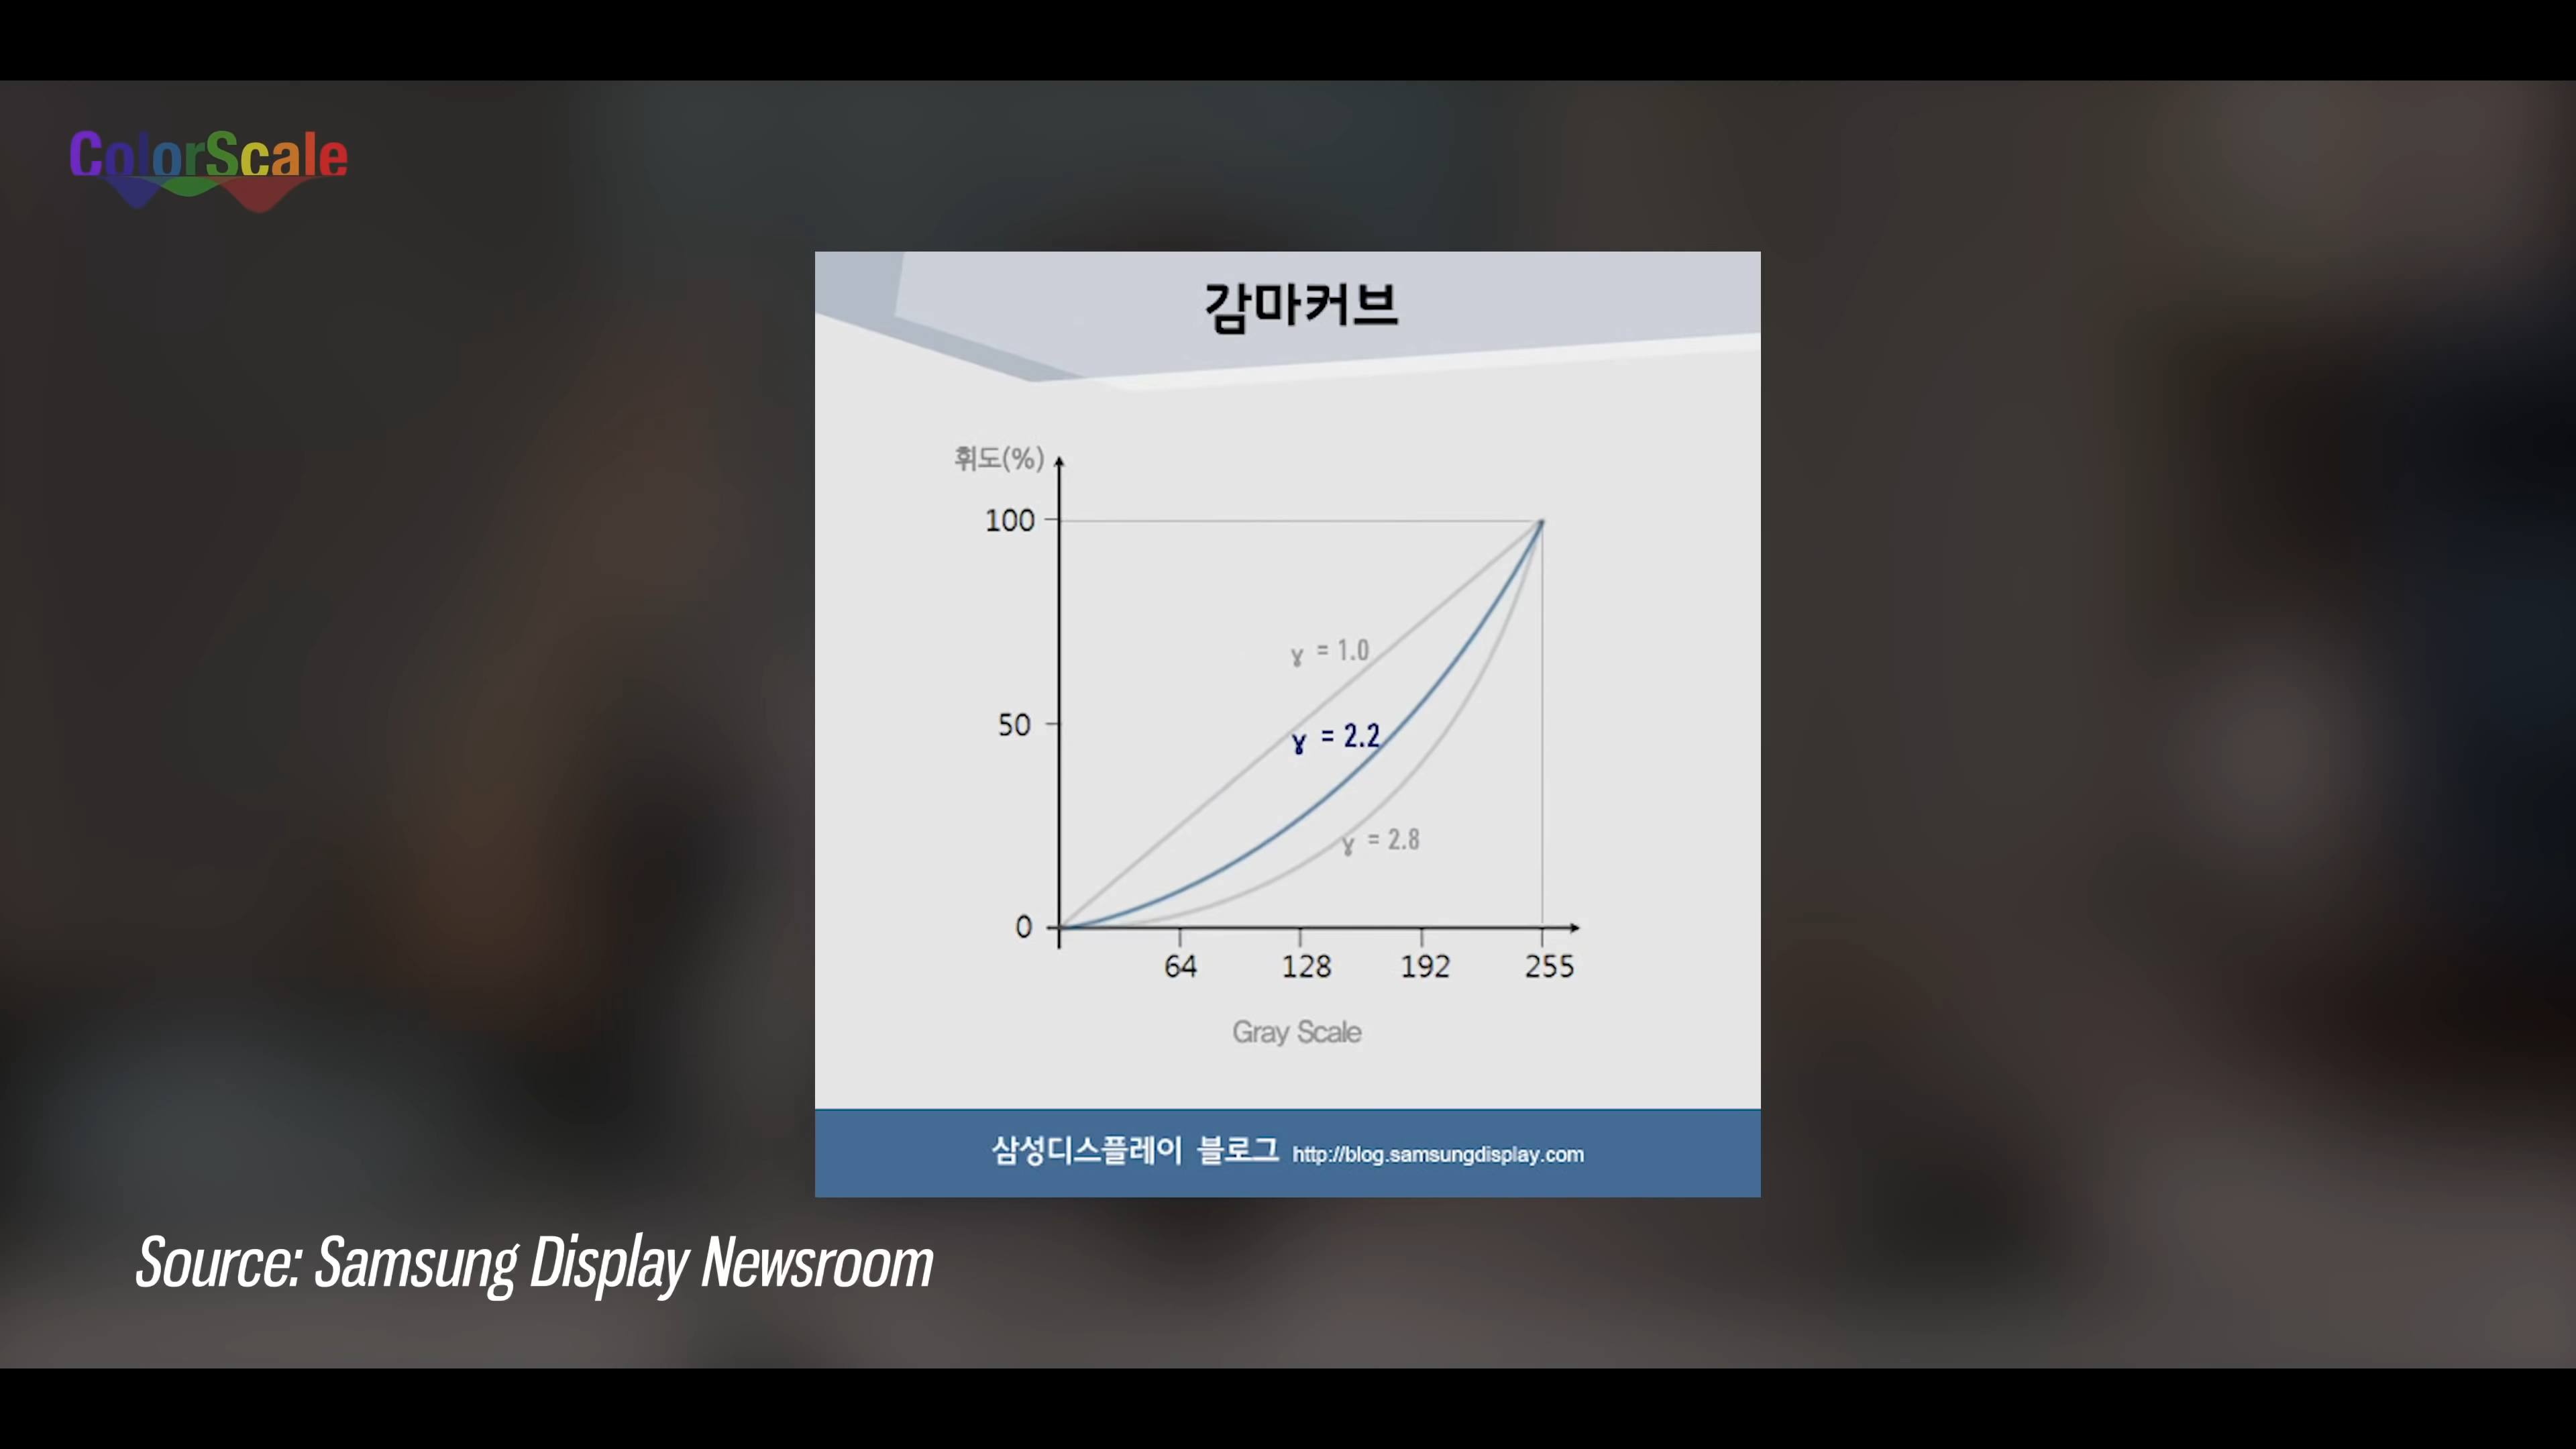 ColorScale
감마커브
휘도(%)
100
50
0
γ = 1.0
γ = 2.2
γ = 2.8
64 128 192 255
Gray Scale
삼성디스플레이 블로그 http://blog.samsungdisplay.com
Source: Samsung Display Newsroom